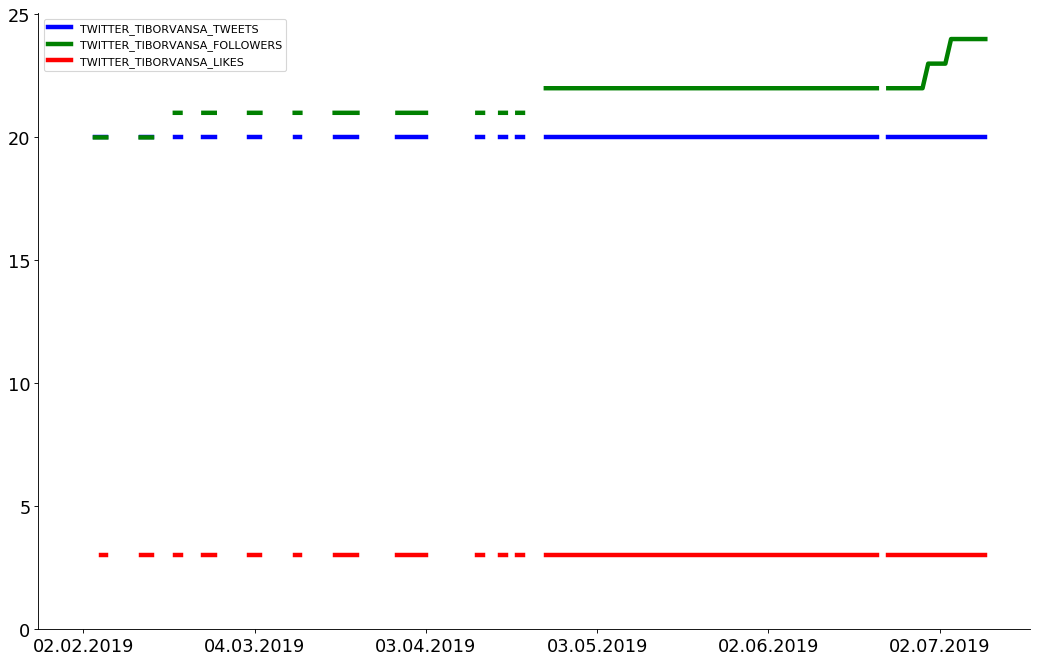 TWITTER_TIBORVANSA_TWEETS
TWITTER_TIBORVANSA_FOLLOWERS
TWITTER_TIBORVANSA_LIKES
25
20
15
10
5
0
02.02.2019 04.03.2019 03.04.2019 03.05.2019 02.06.2019 02.07.2019